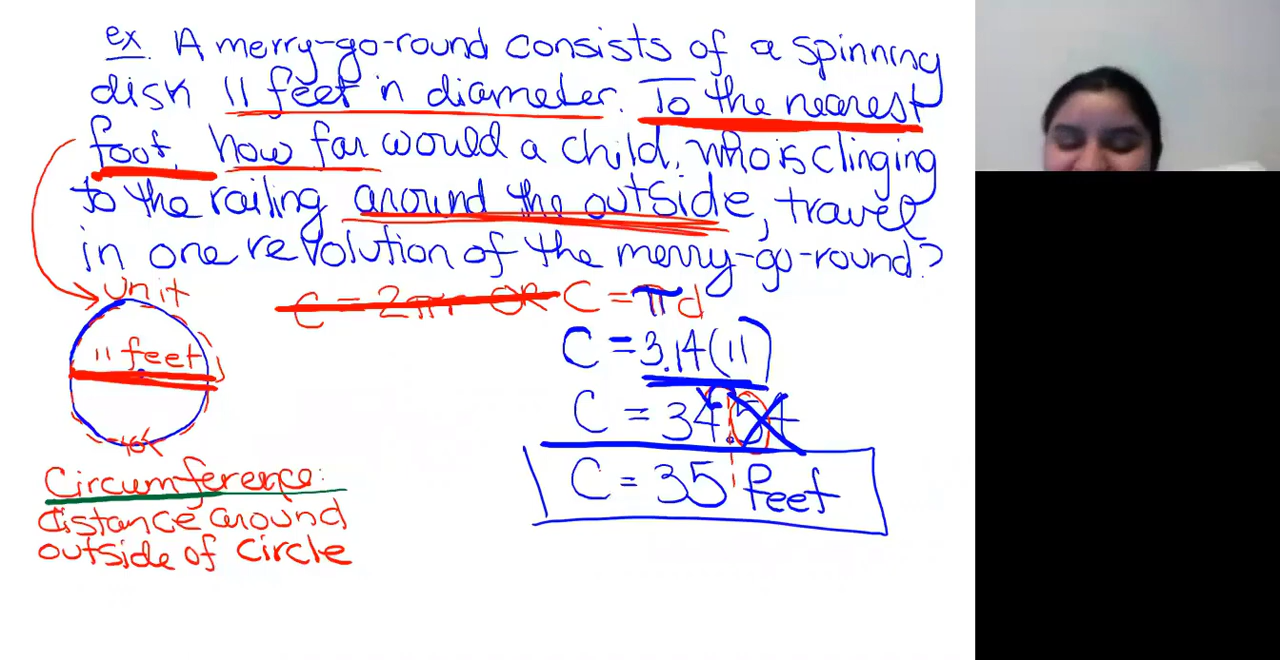 ex. A merry-go-round consists of a spinning
disk 11 feet in diameter. To the nearest
foot, how far would a child, who is clinging
to the railing around the outside, travel
in one revolution of the merry-go-round?
unit
C = 2πr OR C = πd
11 feet
C = 3.14(11)
C = 34.54
C = 35 feet
Circumference:
distance around
outside of circle